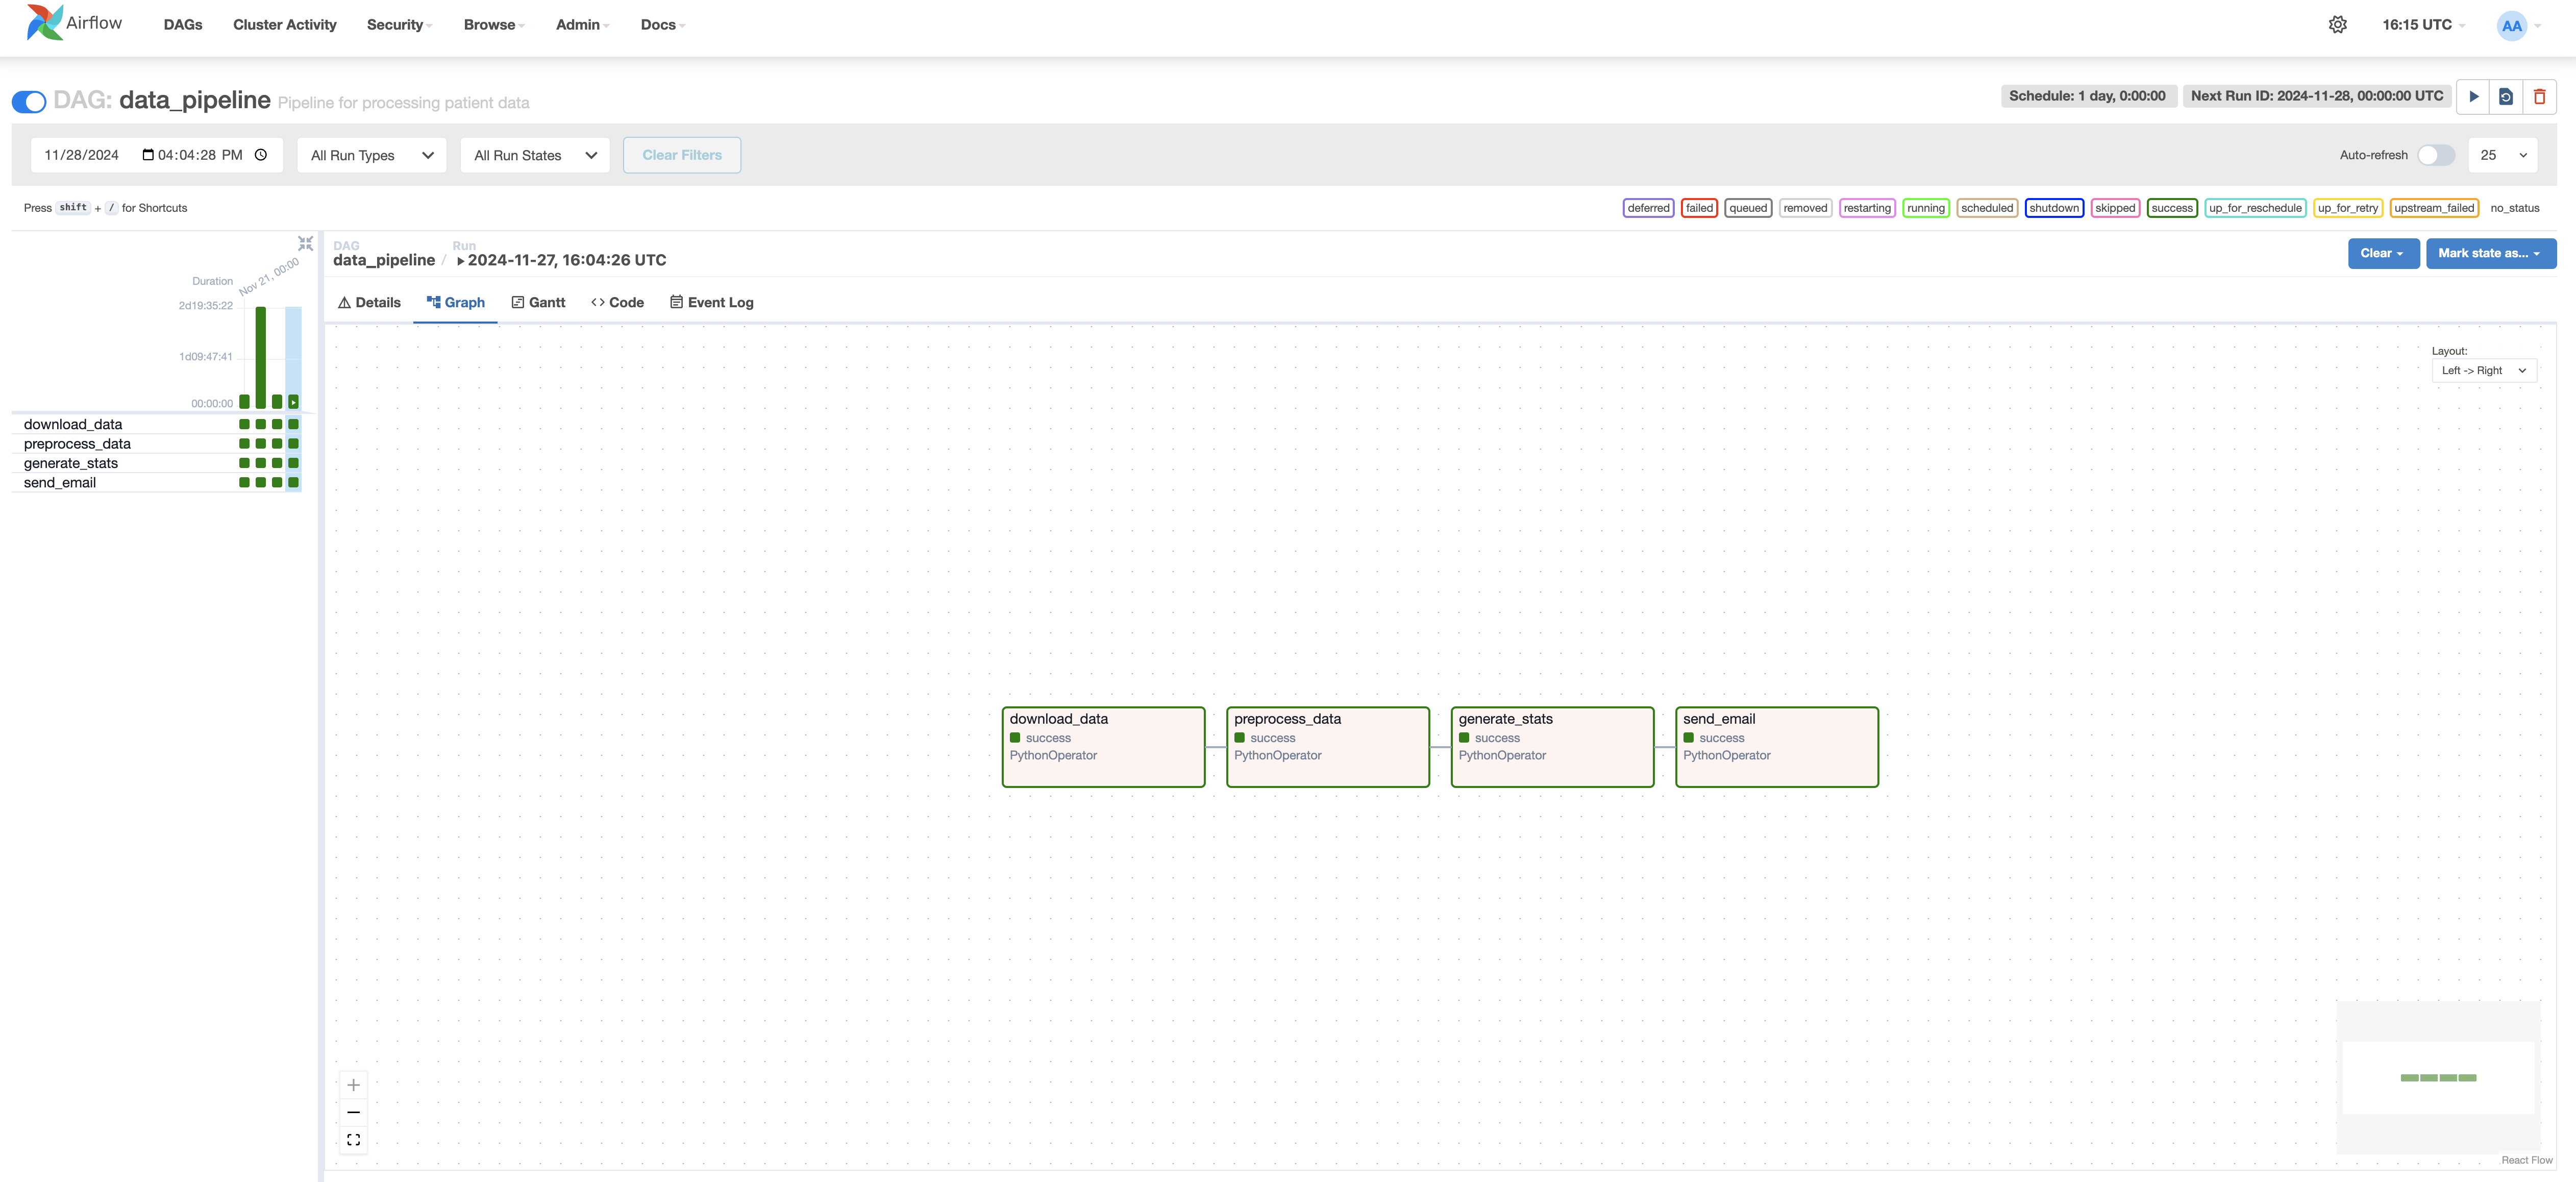 Airflow
DAGs
Cluster Activity
Security
Browse
Admin
Docs
16:15 UTC
AA
DAG: data_pipeline Pipeline for processing patient data
Schedule: 1 day, 0:00:00
Next Run ID: 2024-11-28, 00:00:00 UTC
11/28/2024 04:04:28 PM
All Run Types
All Run States
Clear Filters
Auto-refresh
25
Press shift + / for Shortcuts
deferred
failed
queued
removed
restarting
running
scheduled
shutdown
skipped
success
up_for_reschedule
up_for_retry
upstream_failed
no_status
Duration
Nov 21, 00:00
2d19:35:22
1d09:47:41
00:00:00
download_data
preprocess_data
generate_stats
send_email
DAG
data_pipeline /
Run
2024-11-27, 16:04:26 UTC
Clear
Mark state as...
Details
Graph
Gantt
Code
Event Log
Layout:
Left -> Right
download_data
success
PythonOperator
preprocess_data
success
PythonOperator
generate_stats
success
PythonOperator
send_email
success
PythonOperator
React Flow